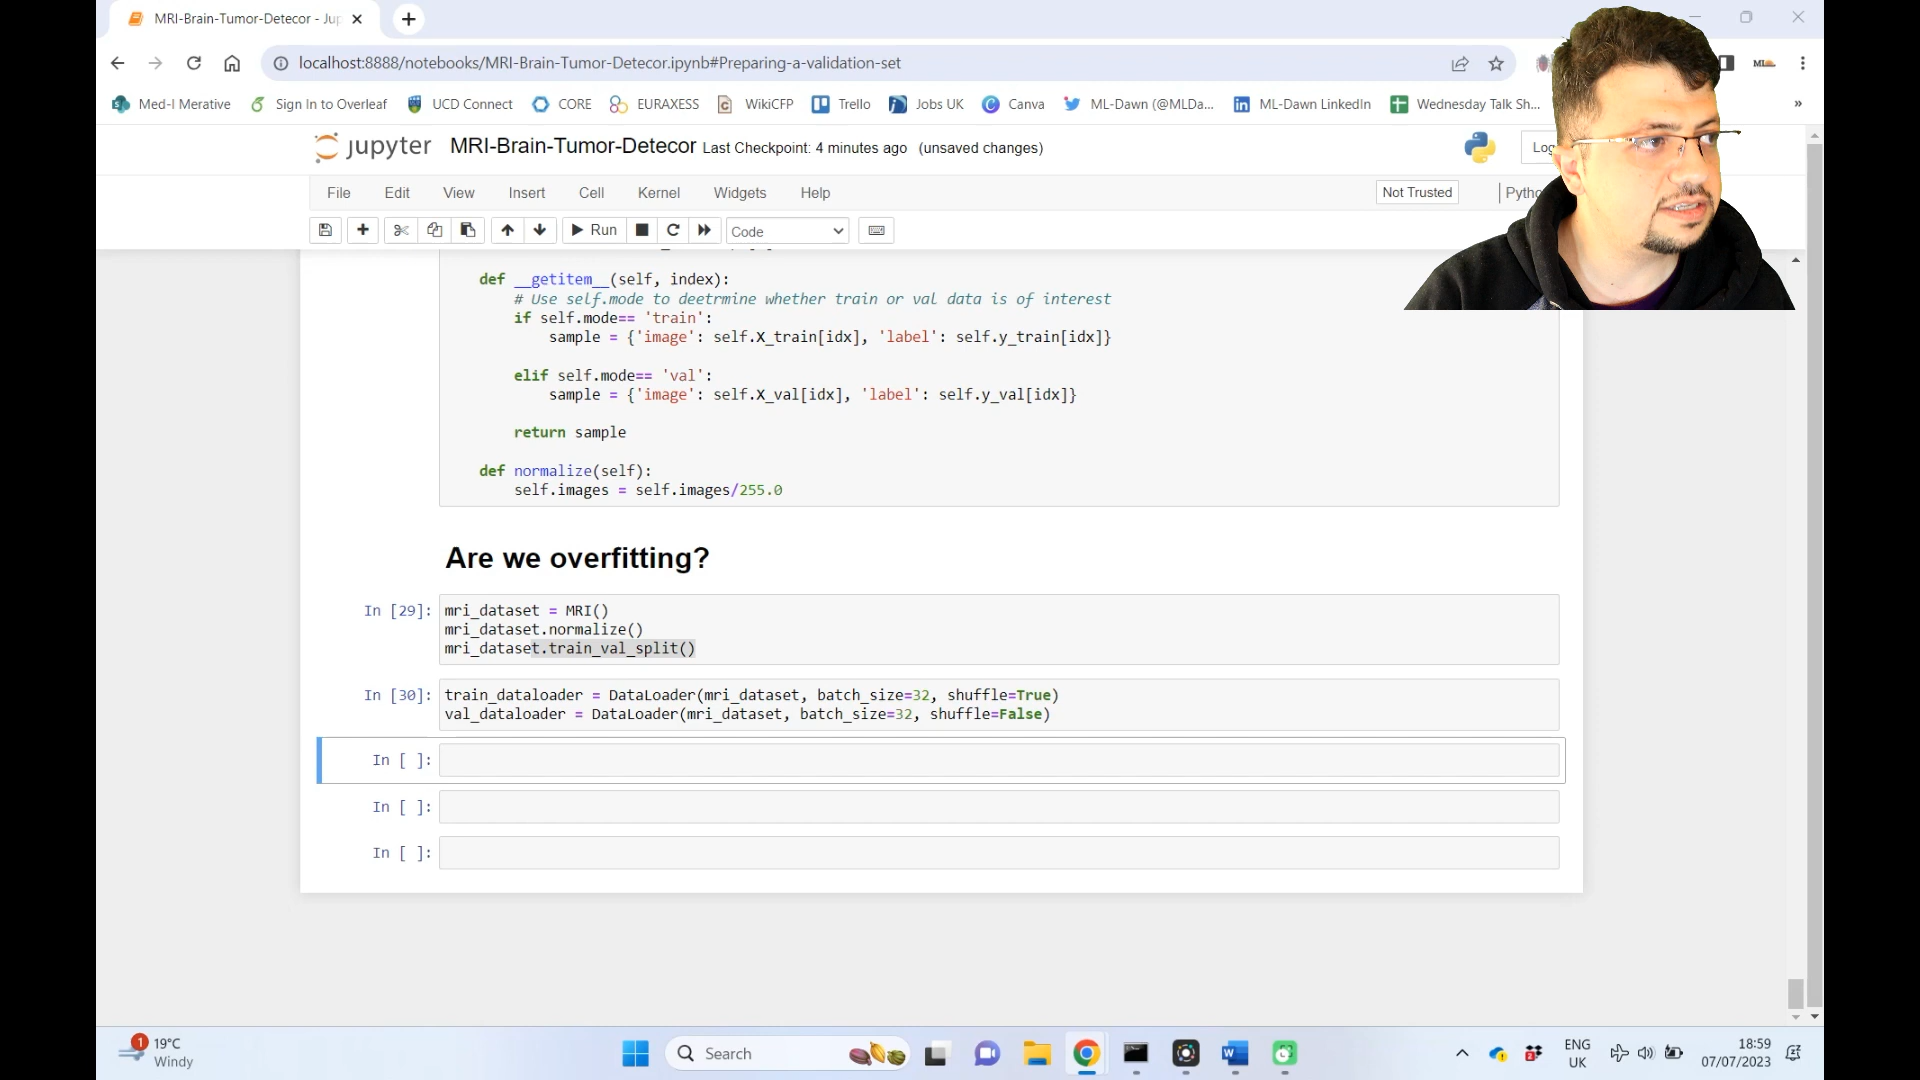 MRI-Brain-Tumor-Detecor - Jup
localhost:8888/notebooks/MRI-Brain-Tumor-Detecor.ipynb#Preparing-a-validation-set
Med-I Merative
Sign In to Overleaf
UCD Connect
CORE
EURAXESS
WikiCFP
Trello
Jobs UK
Canva
ML-Dawn (@MLDa...
ML-Dawn LinkedIn
Wednesday Talk Sh...
»
jupyter MRI-Brain-Tumor-Detecor Last Checkpoint: 4 minutes ago (unsaved changes)
Log
File Edit View Insert Cell Kernel Widgets Help
Not Trusted
Pytho
Run
Code
def __getitem__(self, index):
# Use self.mode to deetrmine whether train or val data is of interest
if self.mode== 'train':
sample = {'image': self.X_train[idx], 'label': self.y_train[idx]}
elif self.mode== 'val':
sample = {'image': self.X_val[idx], 'label': self.y_val[idx]}
return sample
def normalize(self):
self.images = self.images/255.0
Are we overfitting?
In [29]:
mri_dataset = MRI()
mri_dataset.normalize()
mri_dataset.train_val_split()
In [30]:
train_dataloader = DataLoader(mri_dataset, batch_size=32, shuffle=True)
val_dataloader = DataLoader(mri_dataset, batch_size=32, shuffle=False)
In [ ]:
In [ ]:
In [ ]:
1
19°C
Windy
Search
ENG
UK
18:59
07/07/2023